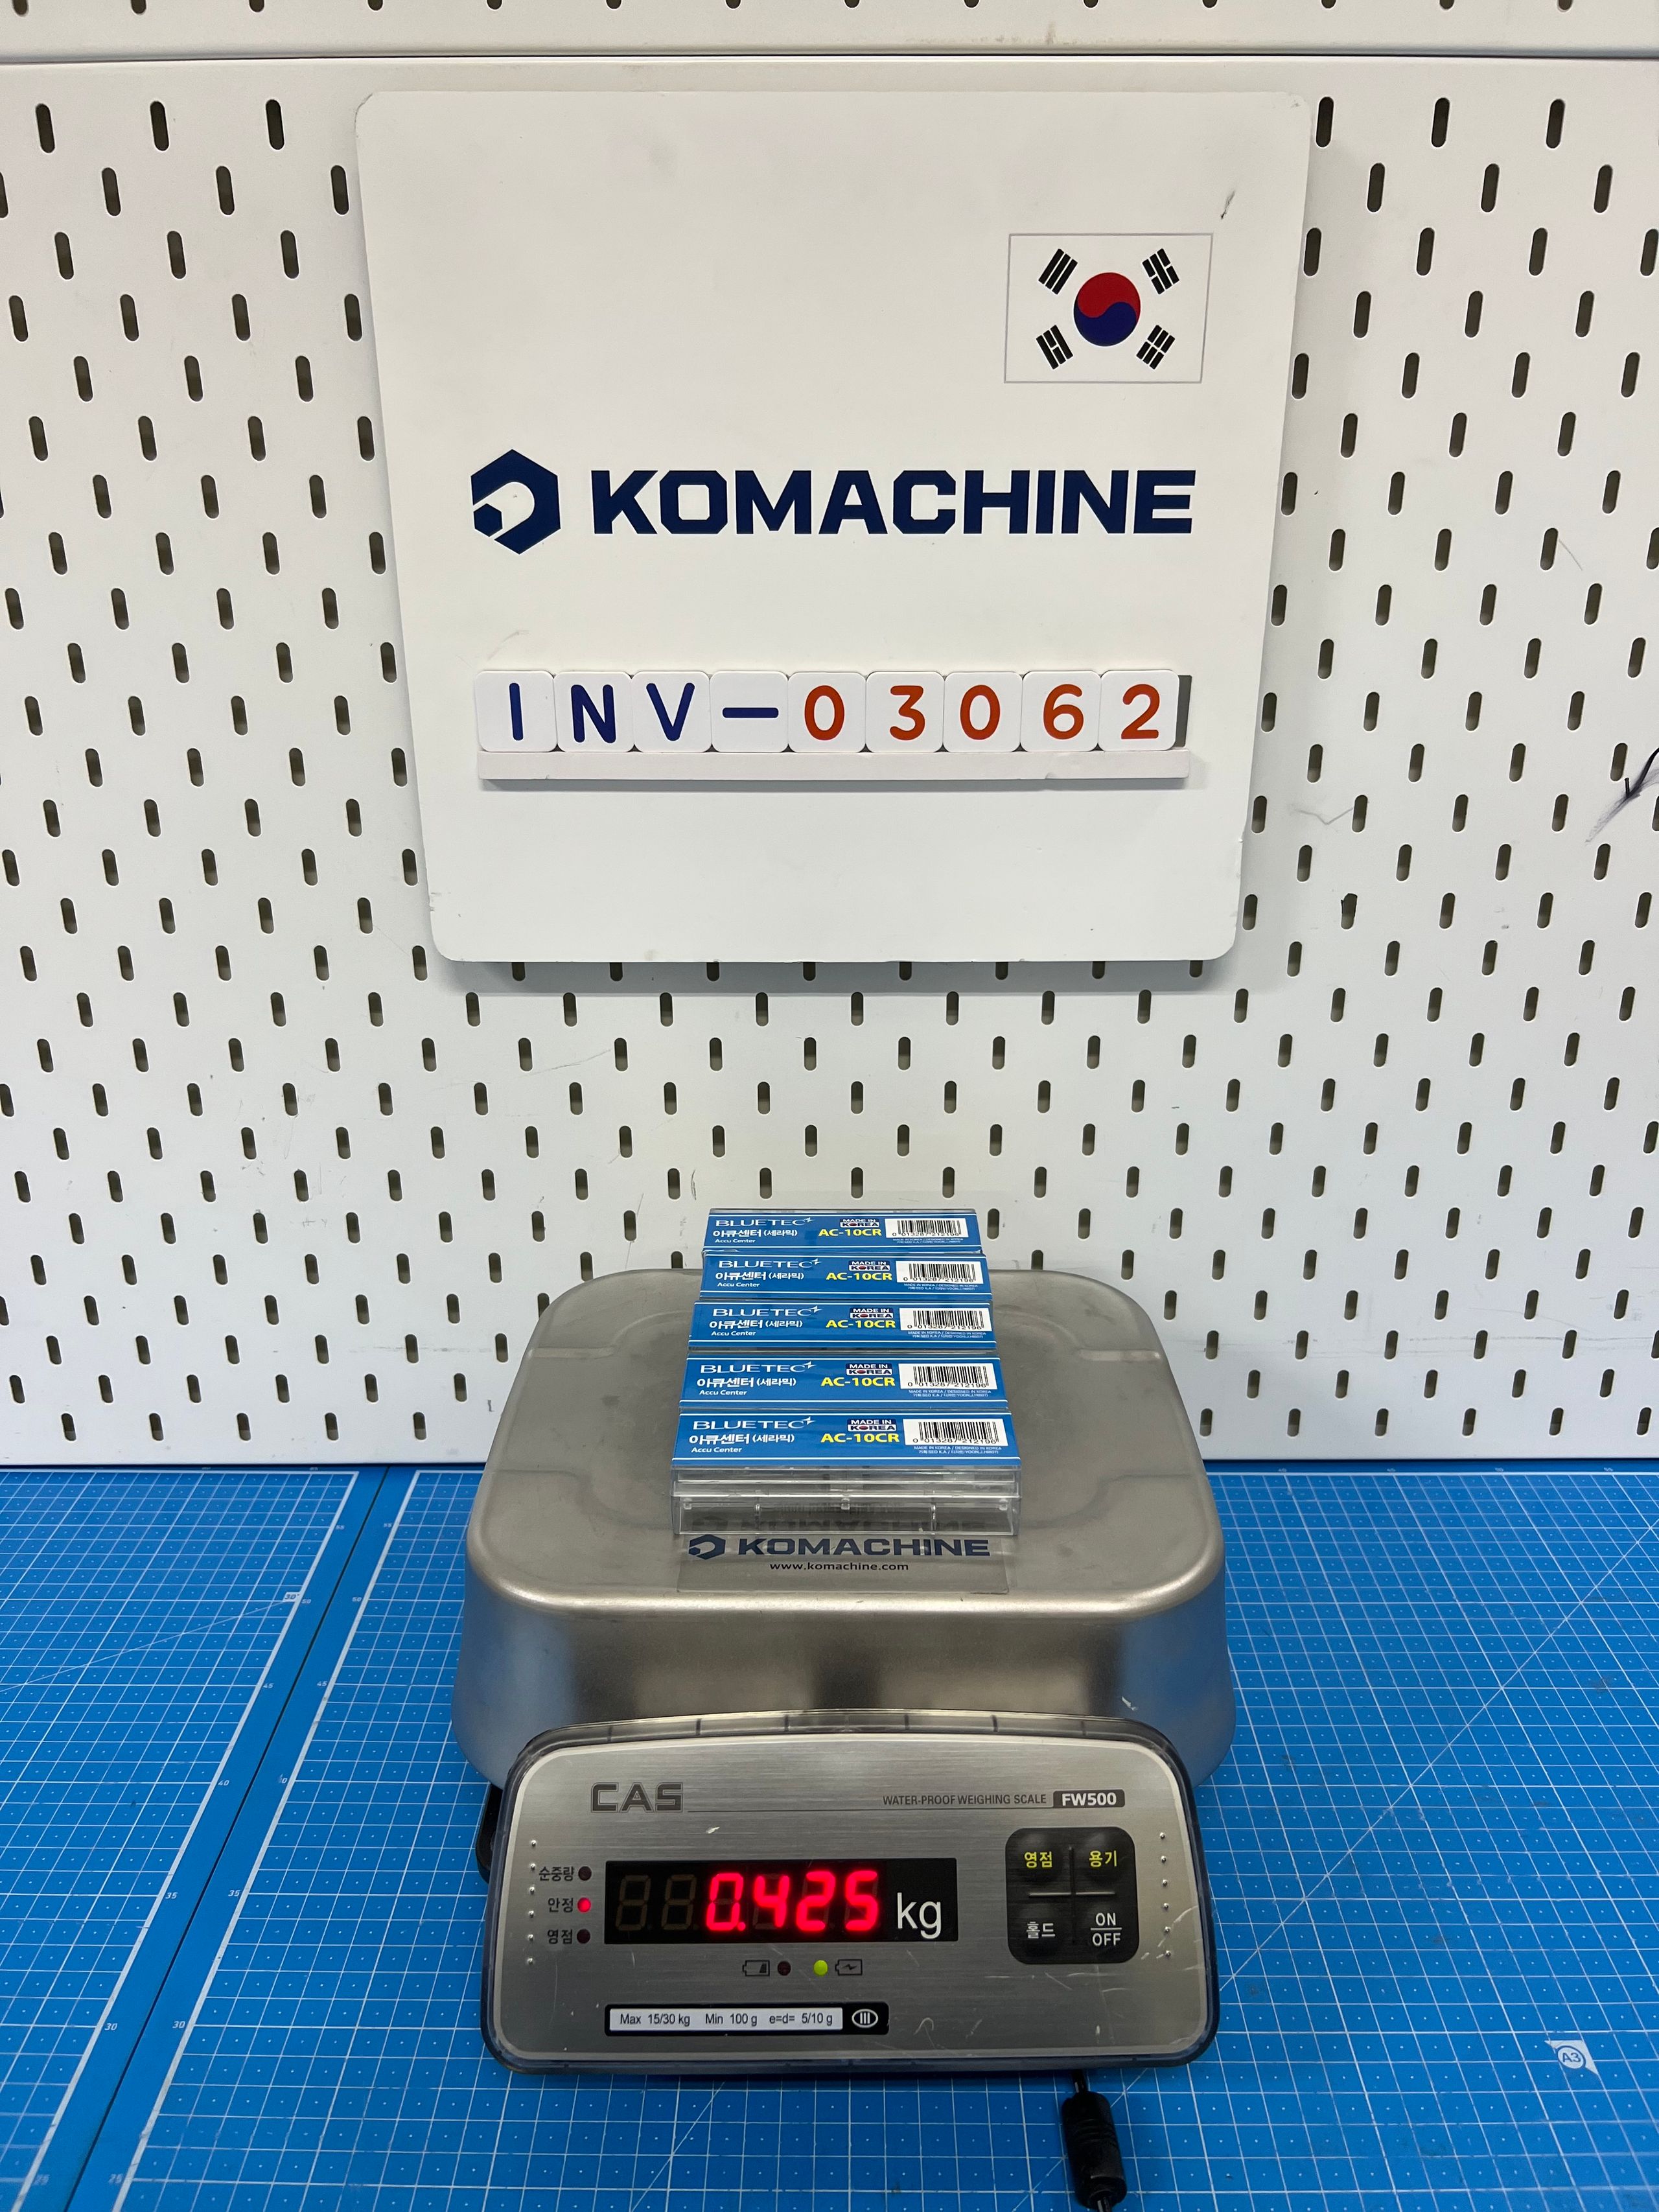 KOMACHINE
INV-03062
BLUETEC
MADE IN KOREA
아큐센터 (세라믹)
AC-10CR
Accu Center
BLUETEC
MADE IN KOREA
아큐센터 (세라믹)
AC-10CR
Accu Center
BLUETEC
MADE IN KOREA
아큐센터 (세라믹)
AC-10CR
Accu Center
BLUETEC
MADE IN KOREA
아큐센터 (세라믹)
AC-10CR
Accu Center
BLUETEC
MADE IN KOREA
아큐센터 (세라믹)
AC-10CR
0 013287 212196
Accu Center
KOMACHINE
www.komachine.com
CAS
WATER-PROOF WEIGHING SCALE FW500
순중량
안정
영점
0.425 kg
영점
용기
홀드
ON
OFF
Max 15/30 kg Min 100 g e=d= 5/10 g III
A3